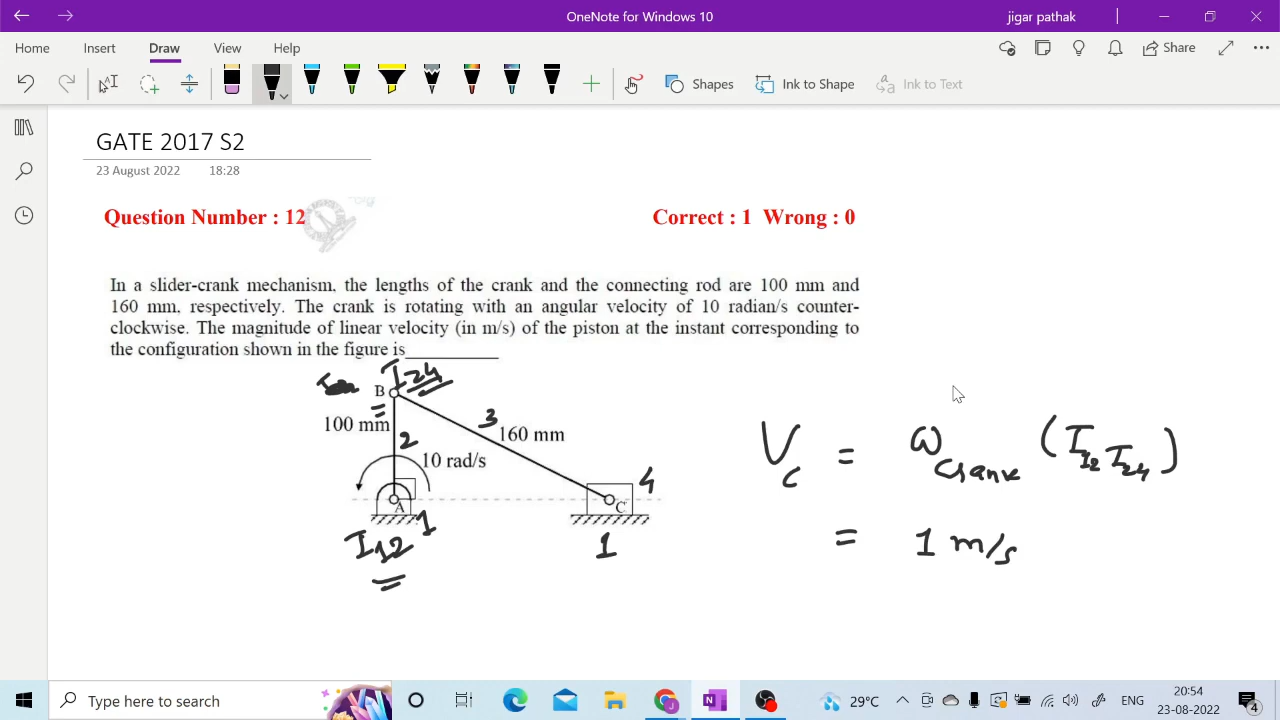 OneNote for Windows 10
jigar pathak
Home Insert Draw View Help
Share
Shapes
Ink to Shape
Ink to Text
GATE 2017 S2
23 August 2022 18:28
Question Number : 12
Correct : 1 Wrong : 0
In a slider-crank mechanism, the lengths of the crank and the connecting rod are 100 mm and
160 mm, respectively. The crank is rotating with an angular velocity of 10 radian/s counter-
clockwise. The magnitude of linear velocity (in m/s) of the piston at the instant corresponding to
the configuration shown in the figure is
I24
B
100 mm
2
3
160 mm
10 rad/s
4
A
C
1
I12
1
Vc = ω crank (I12 I24)
= 1 m/s
Type here to search
29°C
ENG
20:54
23-08-2022
4